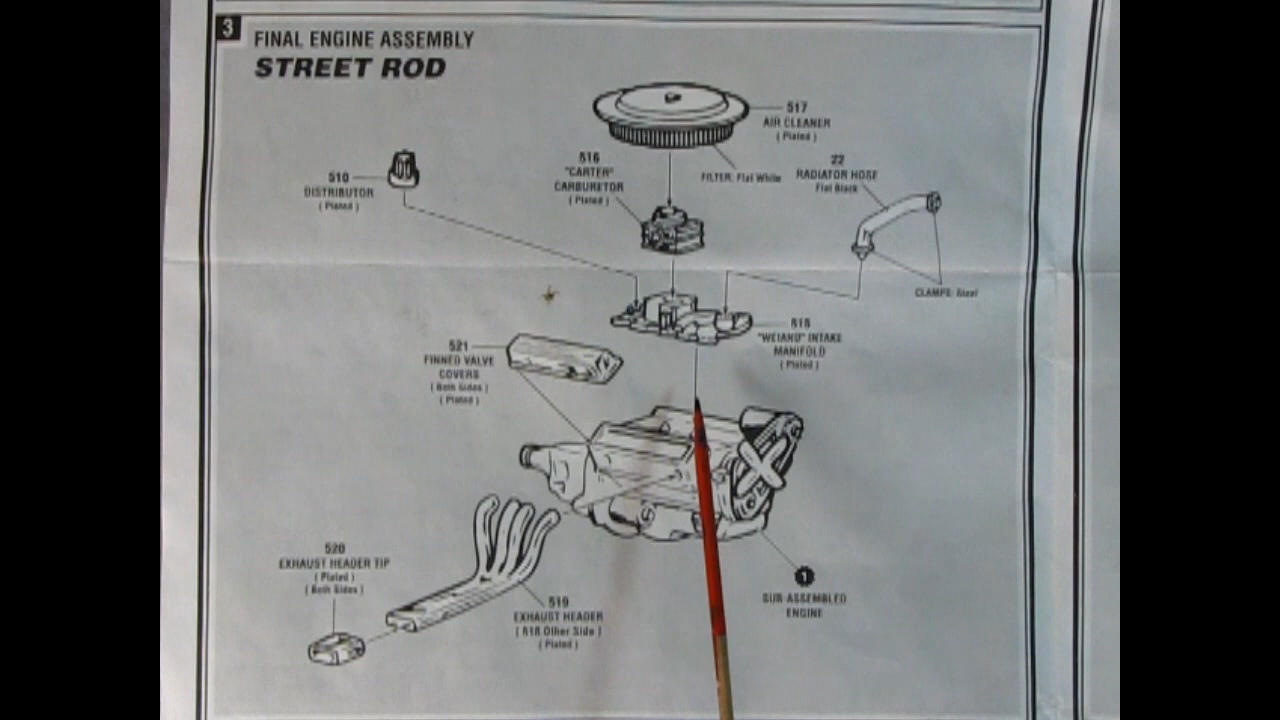 3
FINAL ENGINE ASSEMBLY
STREET ROD
517
AIR CLEANER
( Plated )
FILTER: Flat White
516
"CARTER"
CARBURETOR
( Plated )
22
RADIATOR HOSE
Flat Black
CLAMPS: Steel
510
DISTRIBUTOR
( Plated )
515
"WEIAND" INTAKE
MANIFOLD
( Plated )
521
FINNED VALVE
COVERS
( Both Sides )
( Plated )
520
EXHAUST HEADER TIP
( Plated )
( Both Sides )
519
EXHAUST HEADER
( 518 Other Side )
( Plated )
1
SUB-ASSEMBLED
ENGINE